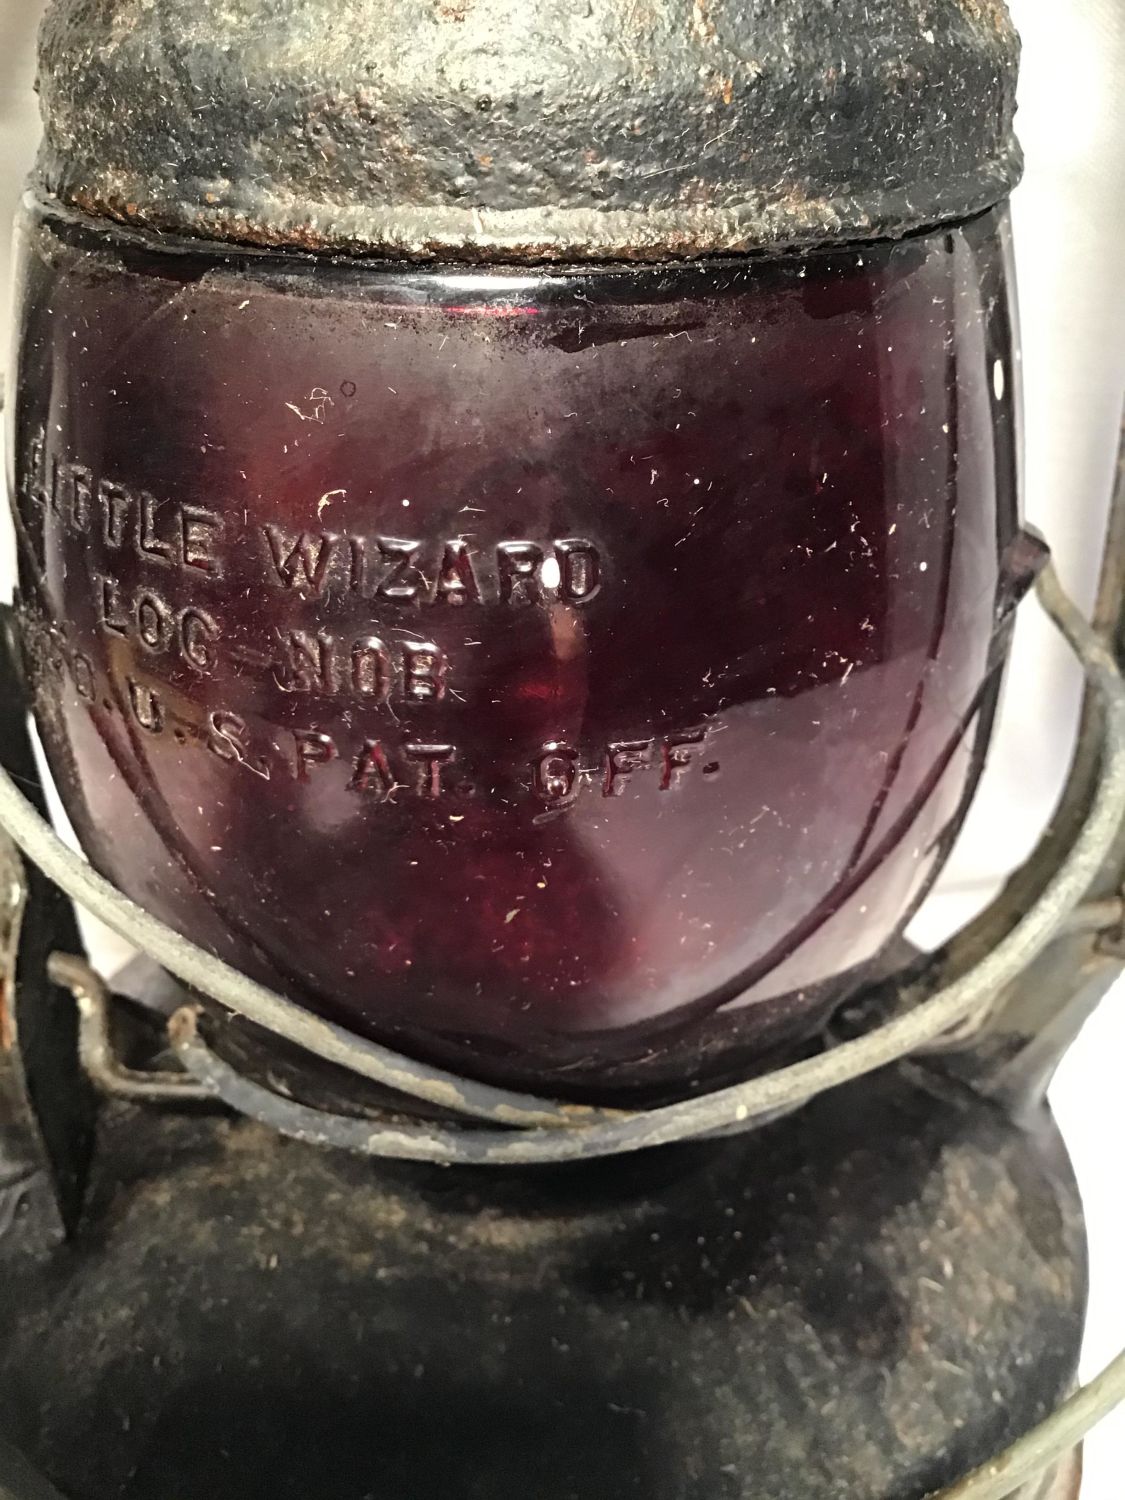 LITTLE WIZARD
LOC-NOB
G. U.S. PAT. OFF.